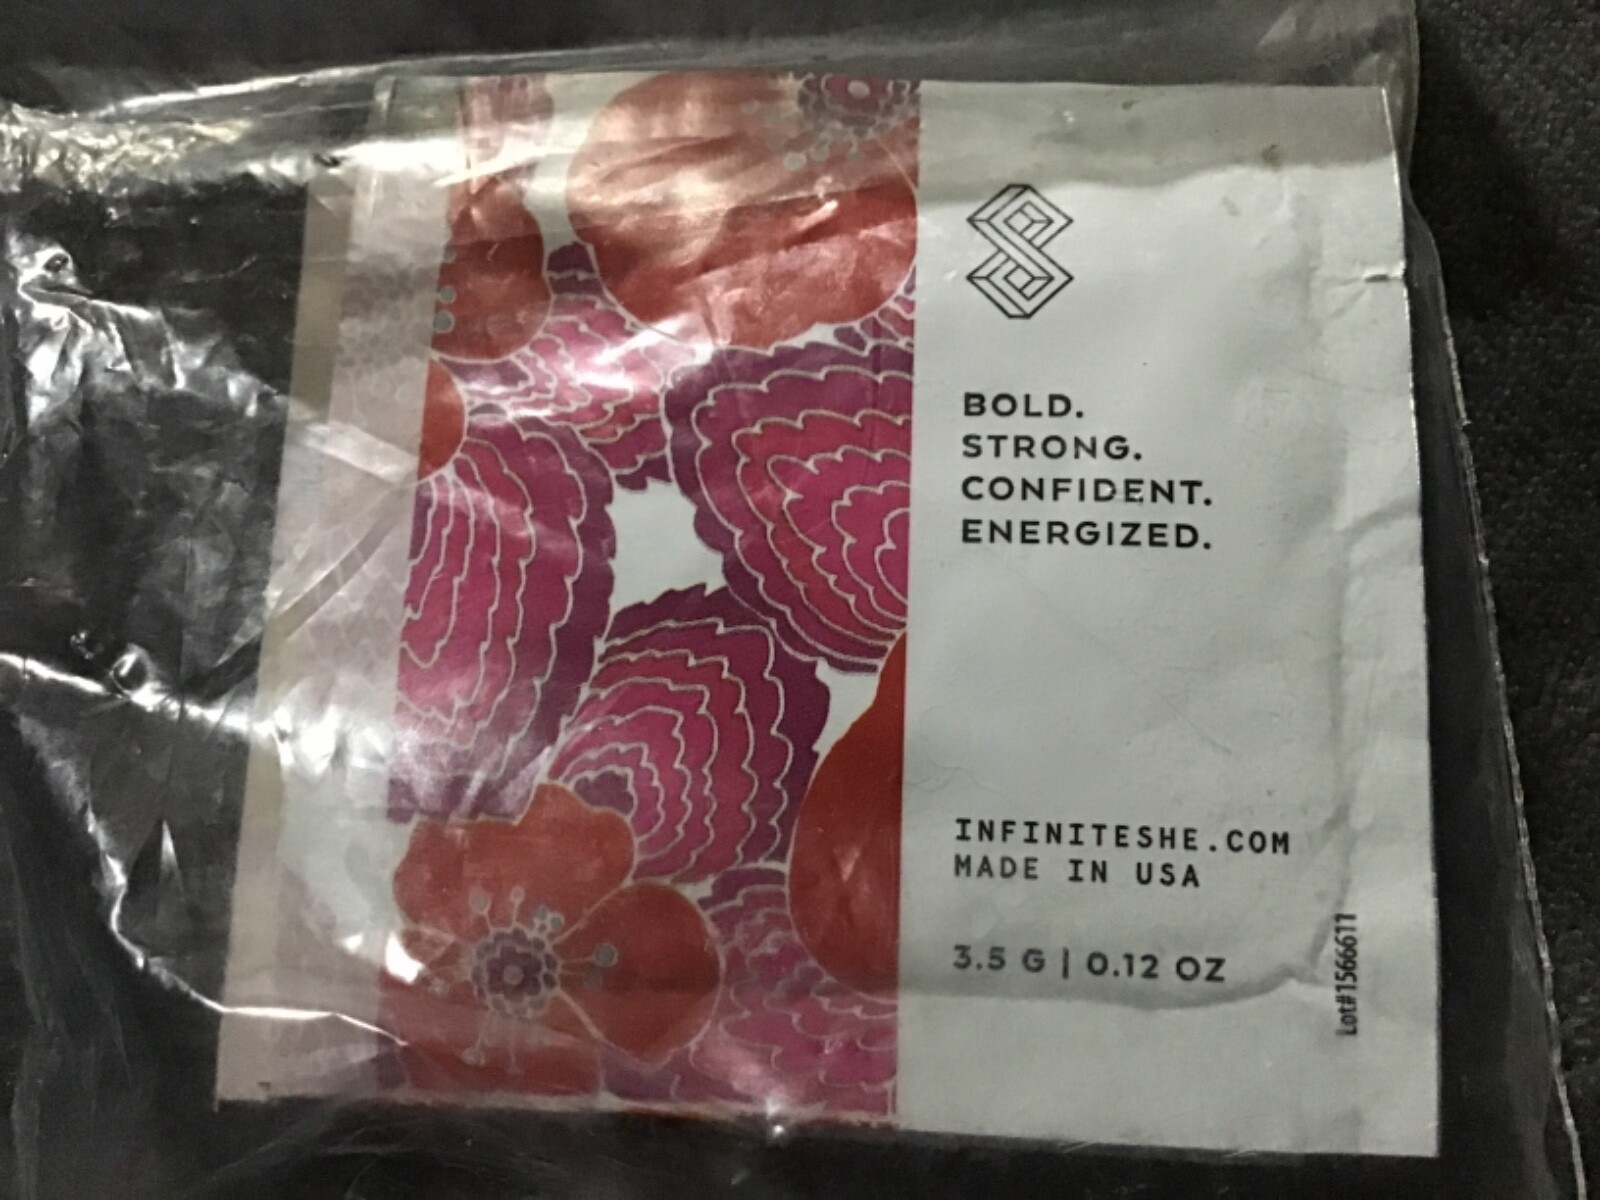 BOLD.
STRONG.
CONFIDENT.
ENERGIZED.
INFINITESHE.COM
MADE IN USA
3.5 G | 0.12 OZ
Lot#1566611